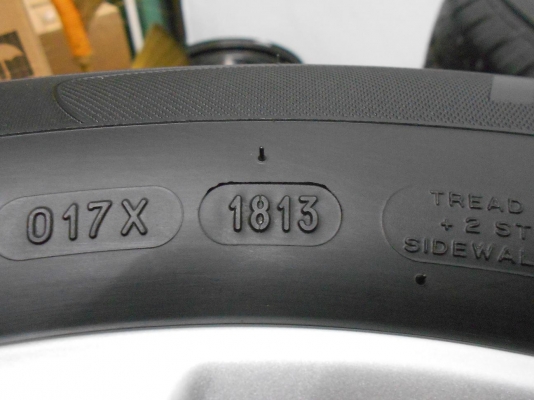 017X
1813
TREAD
+ 2 ST
SIDEWAL